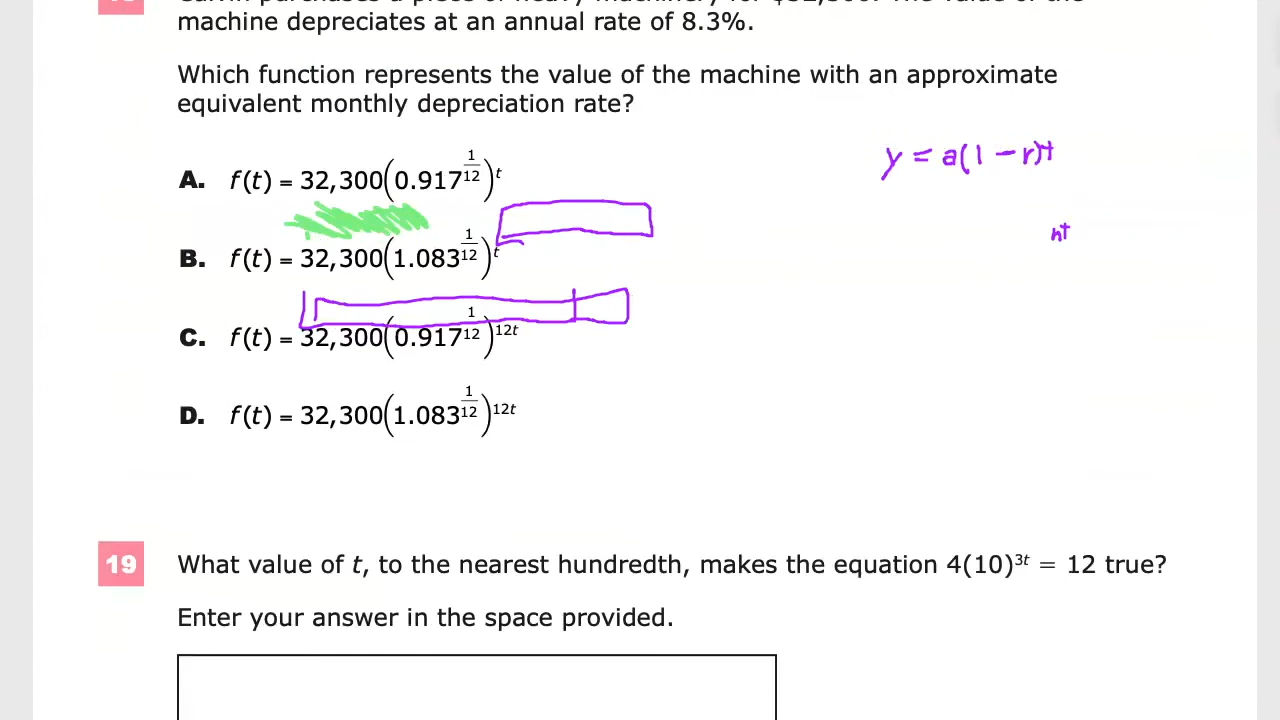 machine depreciates at an annual rate of 8.3%.
Which function represents the value of the machine with an approximate
equivalent monthly depreciation rate?
y = a(1 - r)^t
A. f(t) = 32,300(0.917^(1/12))^t
nt
B. f(t) = 32,300(1.083^(1/12))^t
C. f(t) = 32,300(0.917^(1/12))^12t
D. f(t) = 32,300(1.083^(1/12))^12t
19 What value of t, to the nearest hundredth, makes the equation 4(10)^3t = 12 true?
Enter your answer in the space provided.